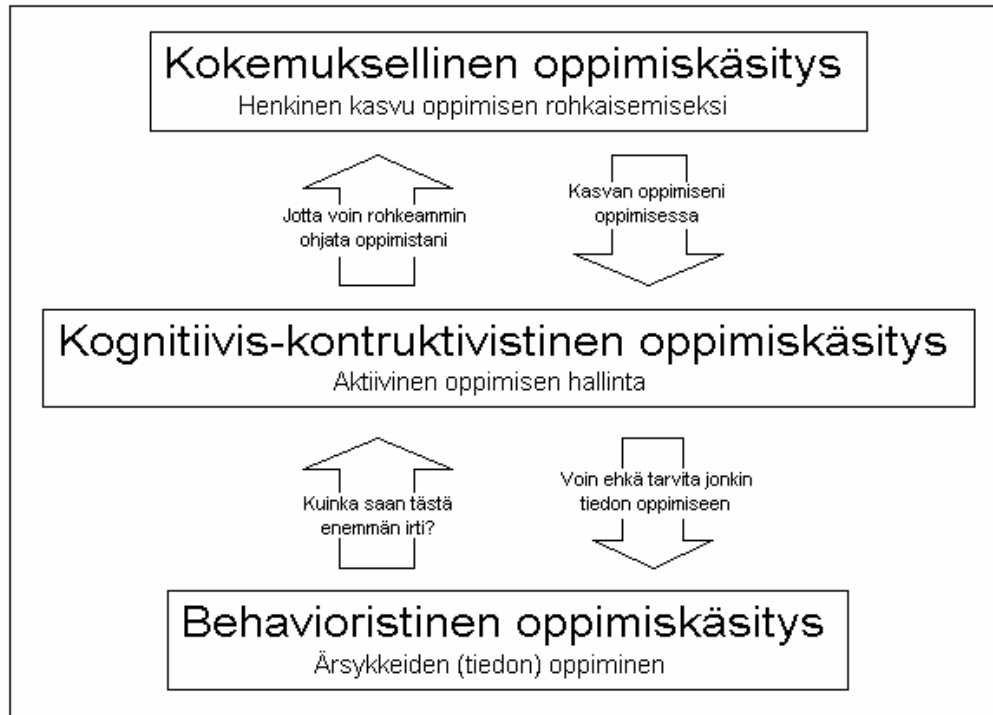 Kokemuksellinen oppimiskäsitys
Henkinen kasvu oppimisen rohkaisemiseksi
Jotta voin rohkeammin
ohjata oppimistani
Kasvan oppimiseni
oppimisessa
Kognitiivis-kontruktivistinen oppimiskäsitys
Aktiivinen oppimisen hallinta
Kuinka saan tästä
enemmän irti?
Voin ehkä tarvita jonkin
tiedon oppimiseen
Behavioristinen oppimiskäsitys
Ärsykkeiden (tiedon) oppiminen